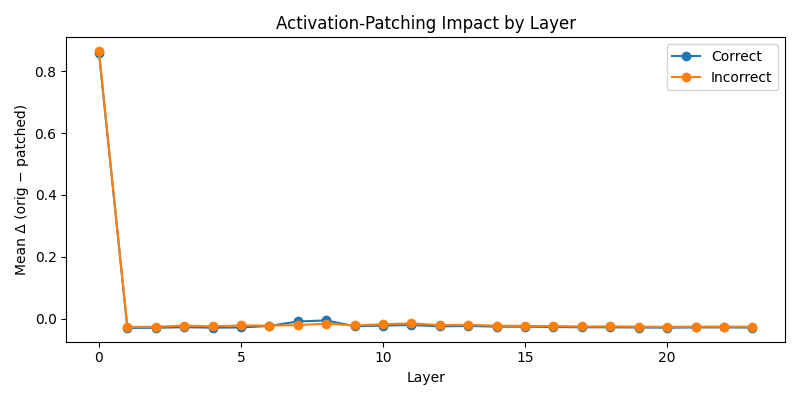 Activation-Patching Impact by Layer
Mean Δ (orig − patched)
0.8
0.6
0.4
0.2
0.0
Correct
Incorrect
0
5
10
15
20
Layer